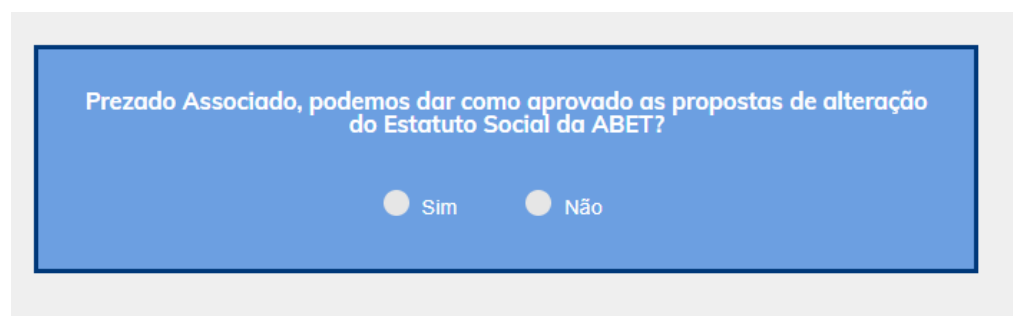 Prezado Associado, podemos dar como aprovado as propostas de alteração
do Estatuto Social da ABET?
Sim Não